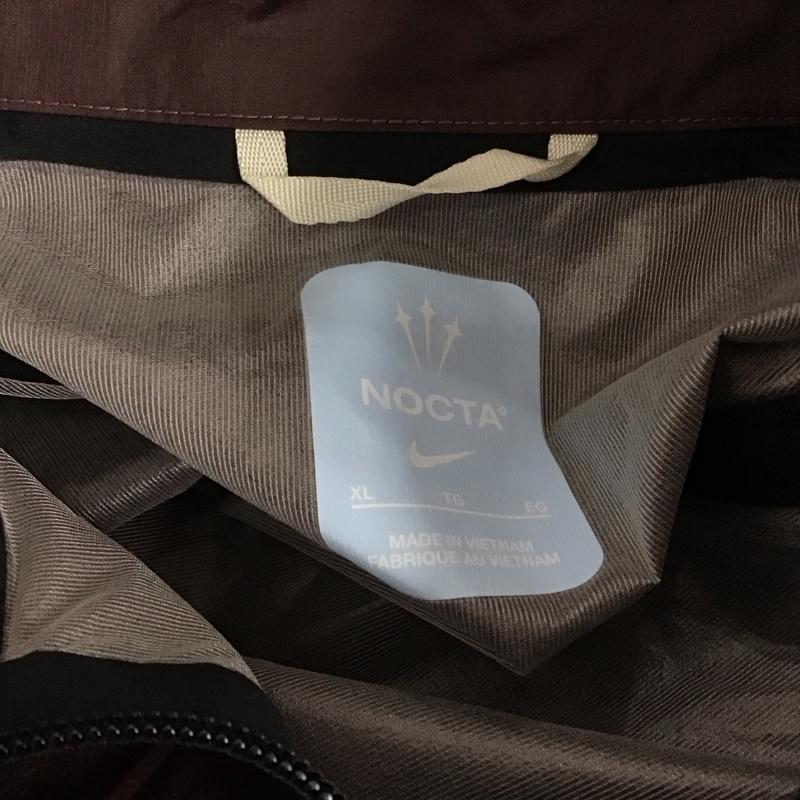 NOCTA®
XL TG EG
MADE IN VIETNAM
FABRIQUE AU VIETNAM